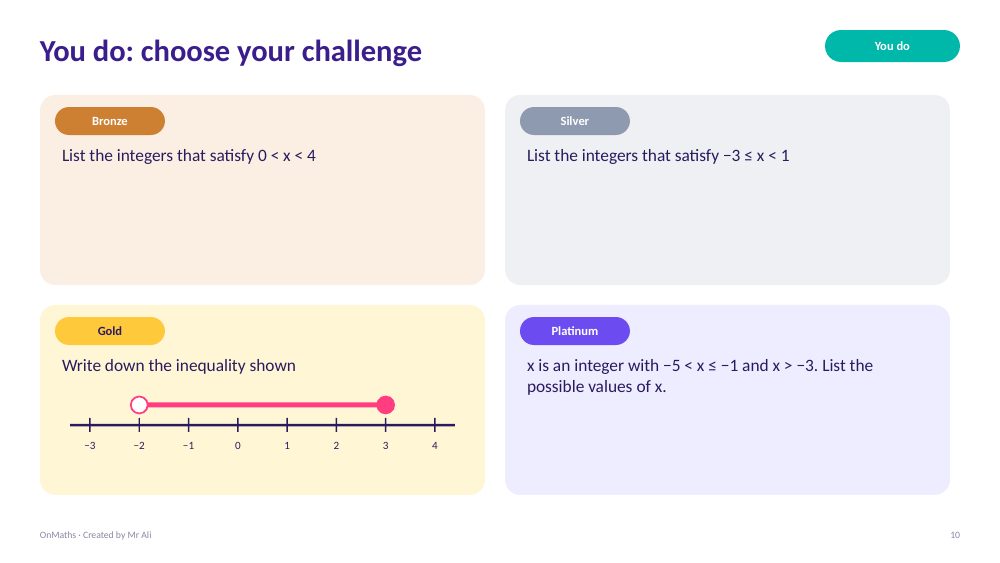 You do: choose your challenge
You do
Bronze
List the integers that satisfy 0 < x < 4
Silver
List the integers that satisfy −3 ≤ x < 1
Gold
Write down the inequality shown
−3 −2 −1 0 1 2 3 4
Platinum
x is an integer with −5 < x ≤ −1 and x > −3. List the
possible values of x.
OnMaths · Created by Mr Ali
10